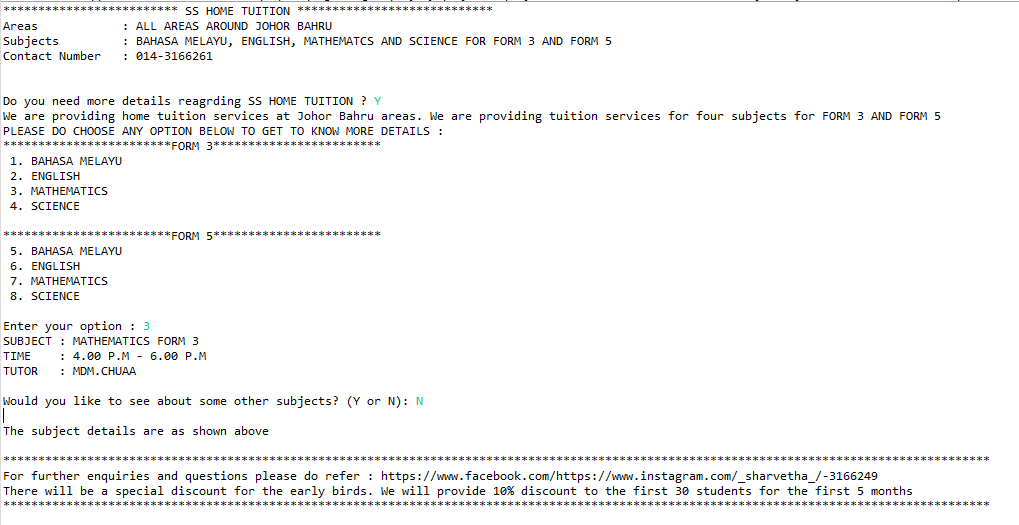 ************************* SS HOME TUITION ************************
Areas : ALL AREAS AROUND JOHOR BAHRU
Subjects : BAHASA MELAYU, ENGLISH, MATHEMATCS AND SCIENCE FOR FORM 3 AND FORM 5
Contact Number : 014-3166261
Do you need more details reagrding SS HOME TUITION ? Y
We are providing home tuition services at Johor Bahru areas. We are providing tuition services for four subjects for FORM 3 AND FORM 5
PLEASE DO CHOOSE ANY OPTION BELOW TO GET TO KNOW MORE DETAILS :
************************FORM 3************************
1. BAHASA MELAYU
2. ENGLISH
3. MATHEMATICS
4. SCIENCE
************************FORM 5************************
5. BAHASA MELAYU
6. ENGLISH
7. MATHEMATICS
8. SCIENCE
Enter your option : 3
SUBJECT : MATHEMATICS FORM 3
TIME : 4.00 P.M - 6.00 P.M
TUTOR : MDM.CHUAA
Would you like to see about some other subjects? (Y or N): N
The subject details are as shown above
*********************************************************************************************************************************************
For further enquiries and questions please do refer : https://www.facebook.com/https://www.instagram.com/_sharvetha_/-3166249
There will be a special discount for the early birds. We will provide 10% discount to the first 30 students for the first 5 months
*********************************************************************************************************************************************